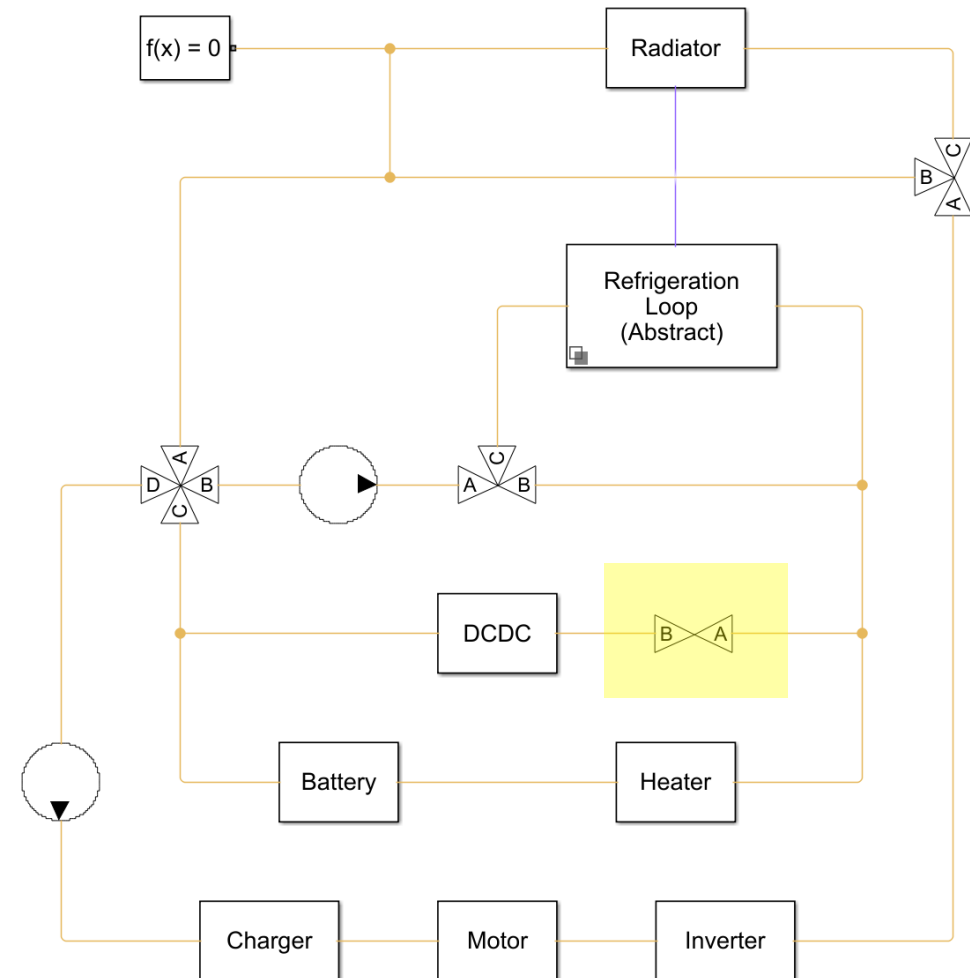 f(x) = 0
Radiator
C
B
A
Refrigeration
Loop
(Abstract)
A
D
B
C
C
A
B
DCDC
B
A
Battery
Heater
Charger
Motor
Inverter